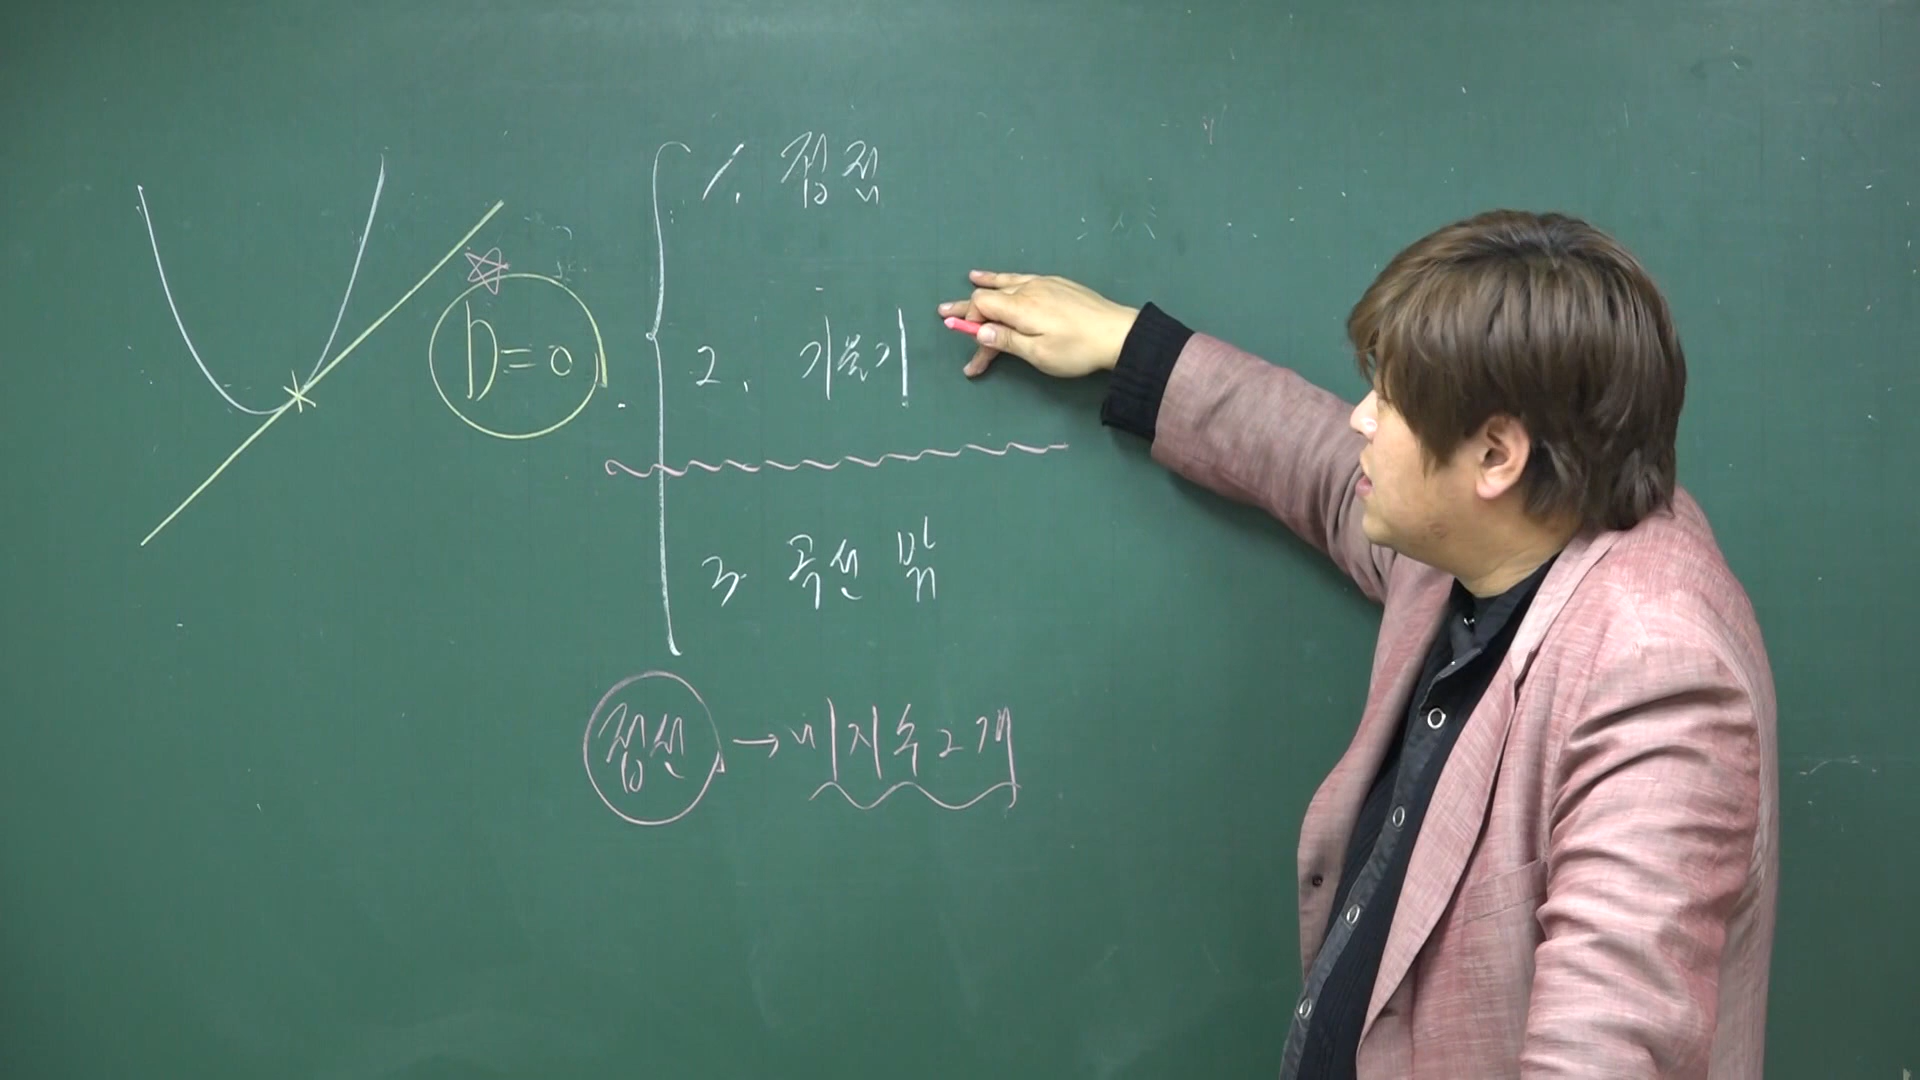 D=0
1. 접점
2. 기울기
3. 곡선 밖
접선 → 미지수 2개